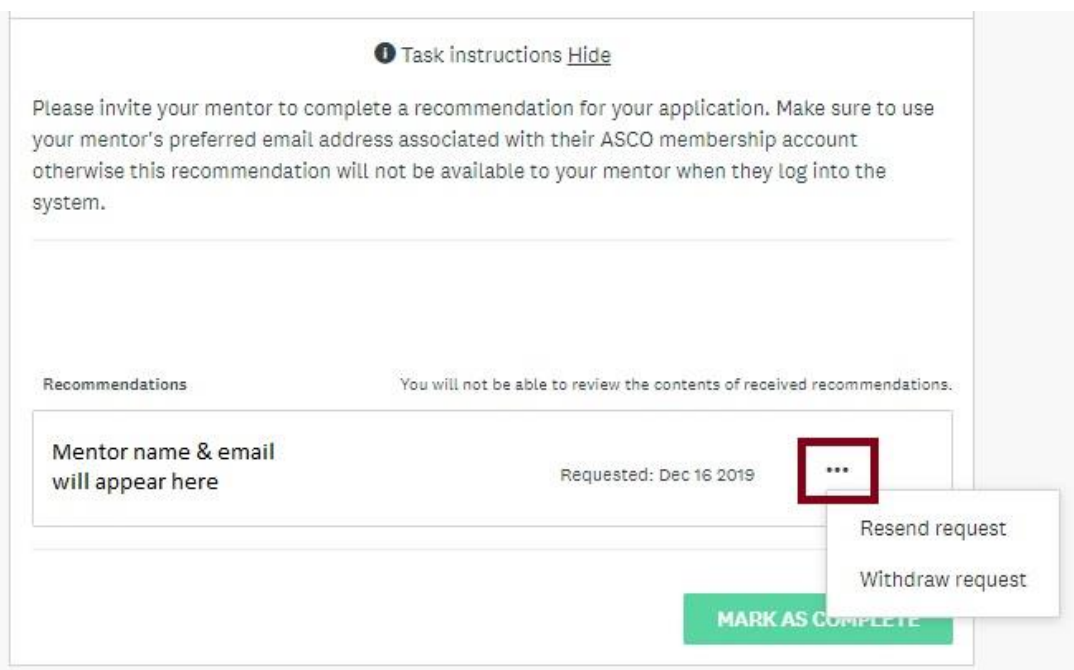 Task instructions Hide
Please invite your mentor to complete a recommendation for your application. Make sure to use
your mentor's preferred email address associated with their ASCO membership account
otherwise this recommendation will not be available to your mentor when they log into the
system.
Recommendations You will not be able to review the contents of received recommendations.
Mentor name & email
will appear here
Requested: Dec 16 2019 •••
Resend request
Withdraw request
MARK AS COMPLETE